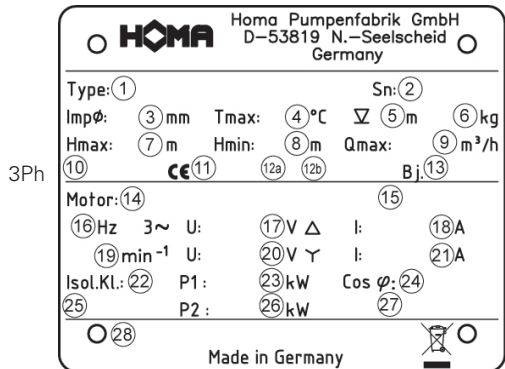 HOMA Homa Pumpenfabrik GmbH
D-53819 N.-Seelscheid
Germany
Type: 1 Sn: 2
Impø: 3 mm Tmax: 4 °C ▽ 5 m 6 kg
Hmax: 7 m Hmin: 8 m Qmax: 9 m³/h
3Ph
10 CE 11 12a 12b Bj. 13
Motor: 14 15
16 Hz 3~ U: 17 V △ I: 18 A
19 min⁻¹ U: 20 V Y I: 21 A
Isol.Kl.: 22 P1: 23 kW Cos φ: 24
25 P2: 26 kW 27
28
Made in Germany